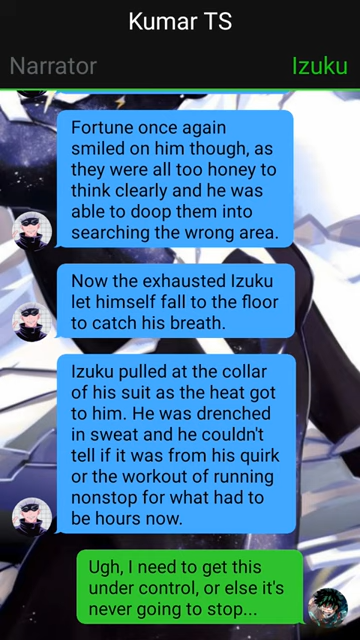 Kumar TS
Narrator
Izuku
Fortune once again
smiled on him though, as
they were all too honey to
think clearly and he was
able to doop them into
searching the wrong area.
Now the exhausted Izuku
let himself fall to the floor
to catch his breath.
Izuku pulled at the collar
of his suit as the heat got
to him. He was drenched
in sweat and he couldn't
tell if it was from his quirk
or the workout of running
nonstop for what had to
be hours now.
Ugh, I need to get this
under control, or else it's
never going to stop...